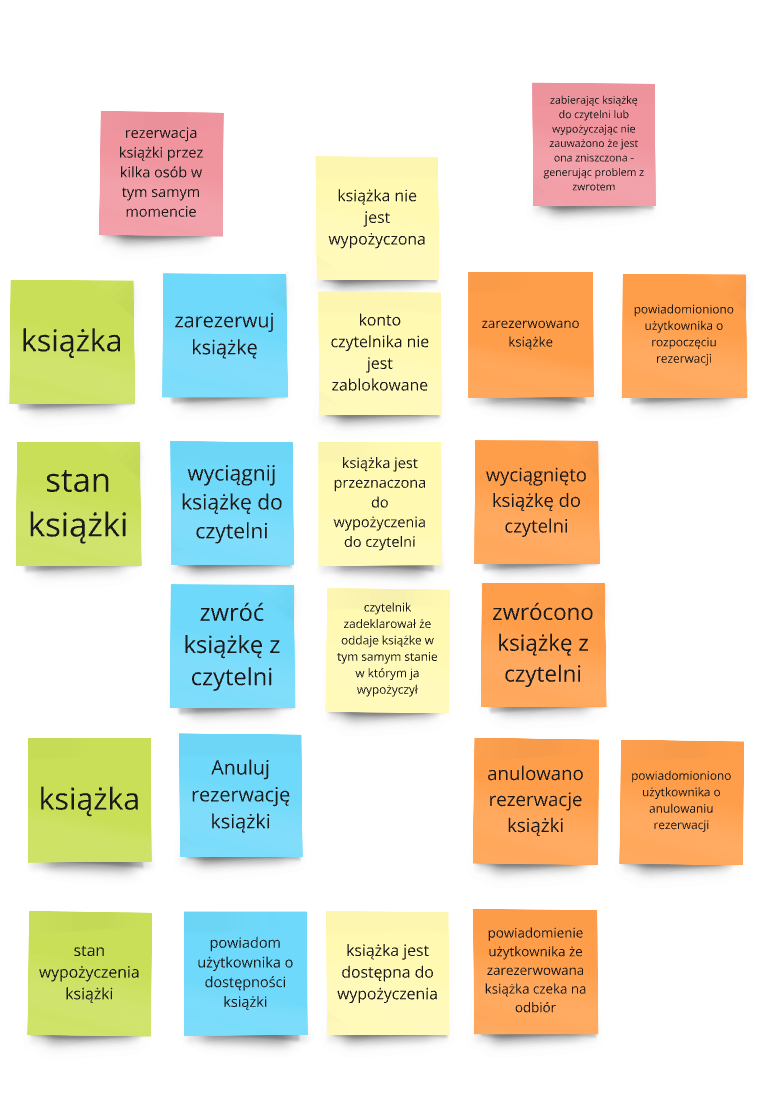 rezerwacja
książki przez
kilka osób w
tym samym
momencie
zabierając książkę
do czytelni lub
wypożyczając nie
zauważono że jest
ona zniszczona -
generując problem z
zwrotem
książka nie
jest
wypożyczona
książka
zarezerwuj
książkę
konto
czytelnika nie
jest
zablokowane
zarezerwowano
książke
powiadomioniono
użytkownika o
rozpoczęciu
rezerwacji
stan
książki
wyciągnij
książkę do
czytelni
książka jest
przeznaczona
do
wypożyczenia
do czytelni
wyciągnięto
książkę do
czytelni
zwróć
książkę z
czytelni
czytelnik
zadeklarował że
oddaje książke w
tym samym stanie
w którym ja
wypożyczył
zwrócono
książkę z
czytelni
książka
Anuluj
rezerwację
książki
anulowano
rezerwacje
książki
powiadomioniono
użytkownika o
anulowaniu
rezerwacji
stan
wypożyczenia
książki
powiadom
użytkownika o
dostępności
książki
książka jest
dostępna do
wypożyczenia
powiadomienie
użytkownika że
zarezerwowana
książka czeka na
odbiór